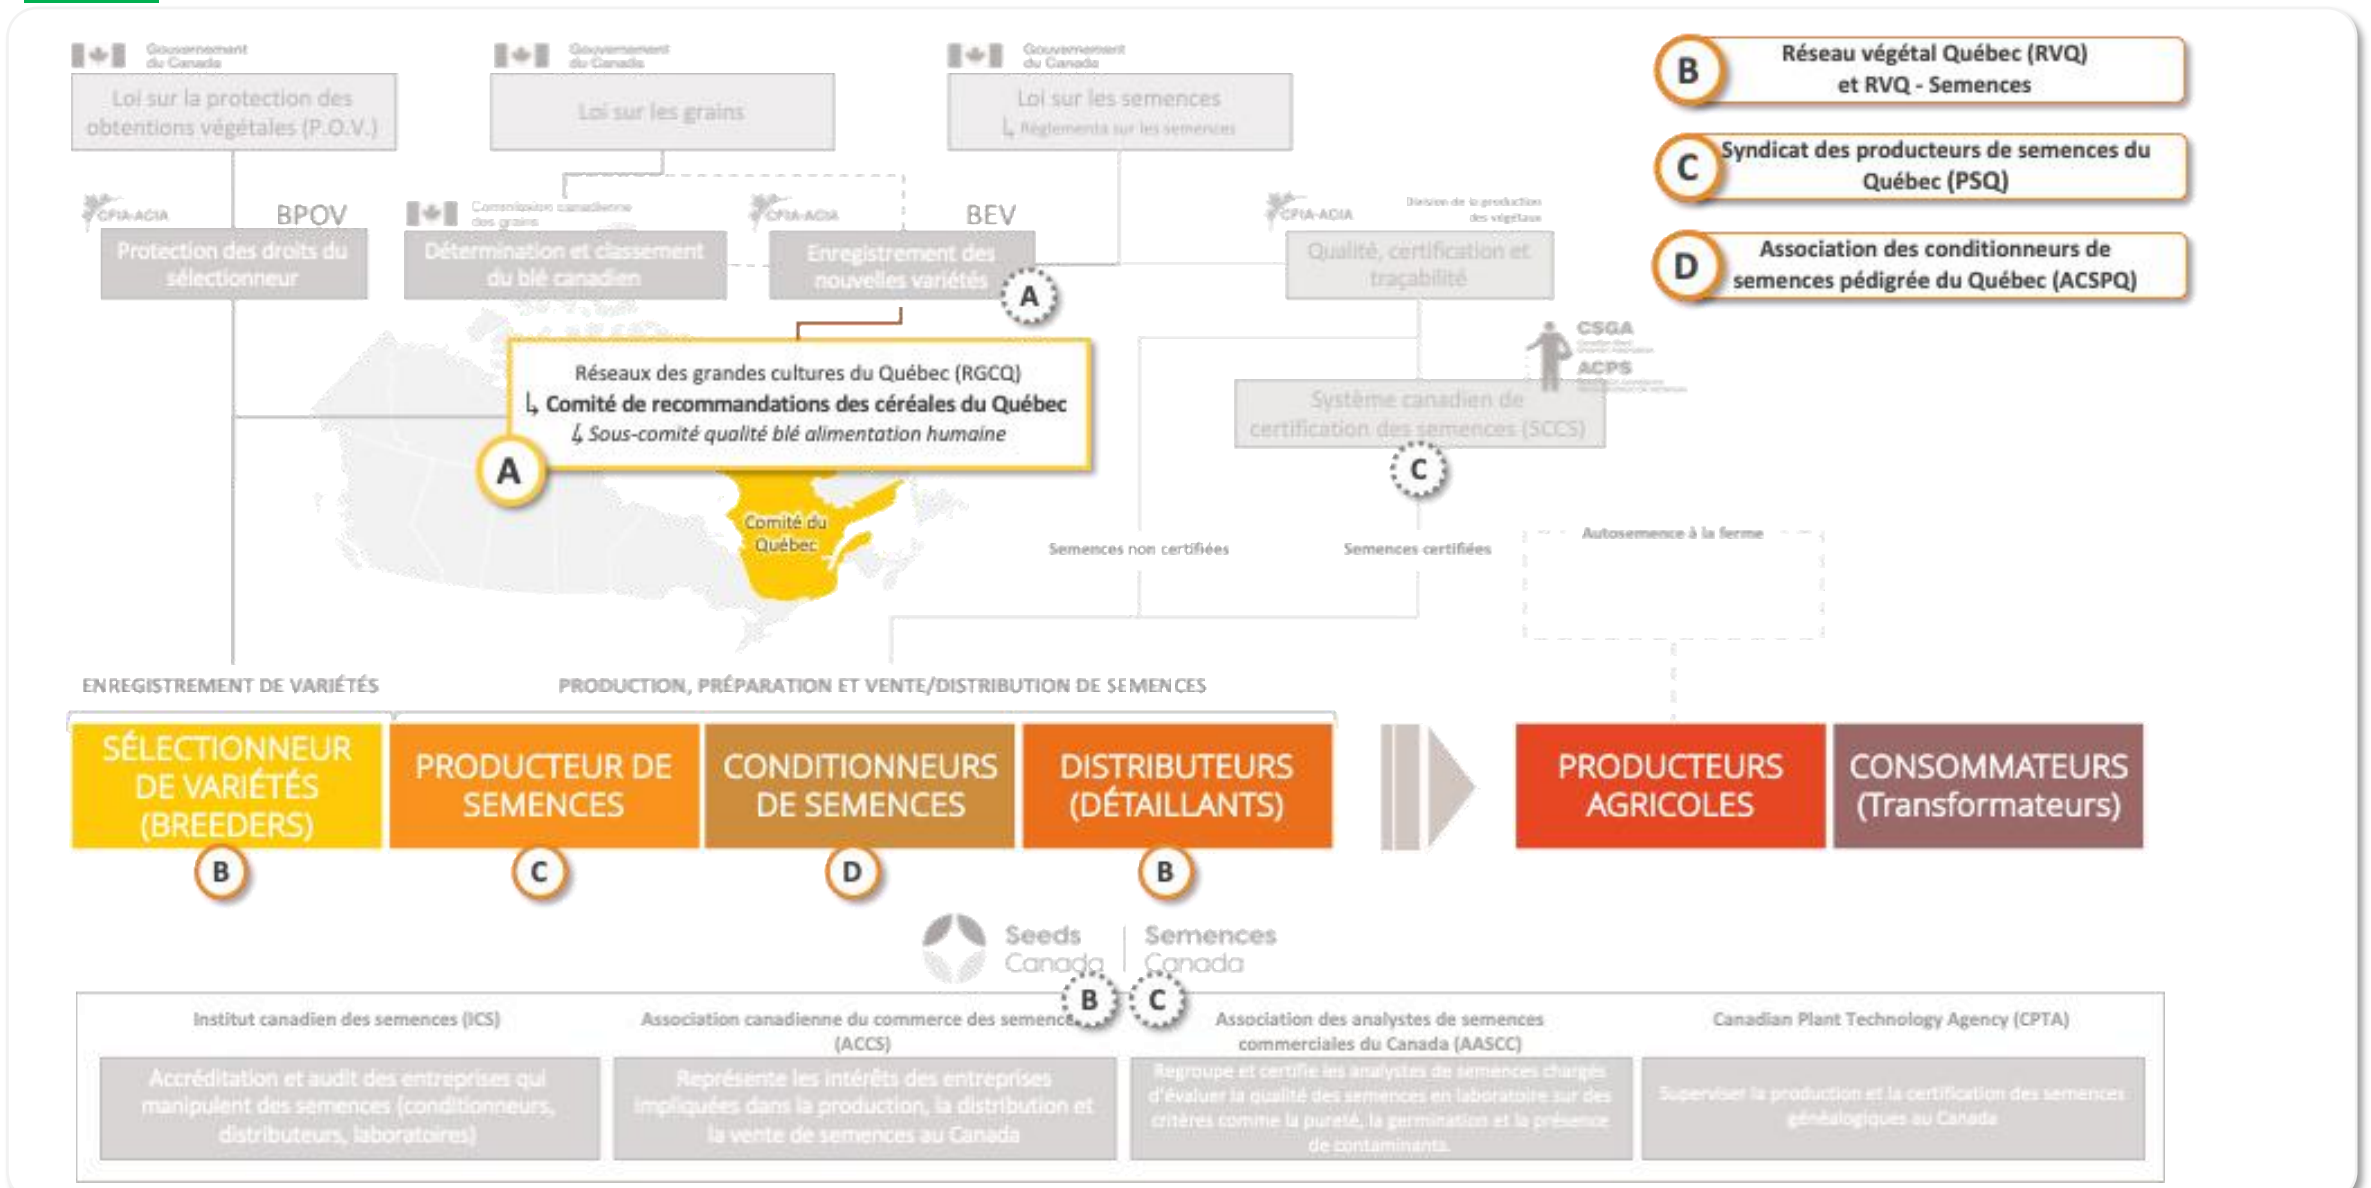 Gouvernement
du Canada
Loi sur la protection des
obtentions végétales (P.O.V.)
Gouvernement
du Canada
Loi sur les grains
Gouvernement
du Canada
Loi sur les semences
↳ Règlements sur les semences
B
Réseau végétal Québec (RVQ)
et RVQ - Semences
C
Syndicat des producteurs de semences du
Québec (PSQ)
D
Association des conditionneurs de
semences pédigrée du Québec (ACSPQ)
CFIA-ACIA
BPOV
Protection des droits du
sélectionneur
Commission canadienne
des grains
Détermination et classement
du blé canadien
CFIA-ACIA
BEV
Enregistrement des
nouvelles variétés
A
CFIA-ACIA
Division de la production
des végétaux
Qualité, certification et
traçabilité
Réseaux des grandes cultures du Québec (RGCQ)
↳ Comité de recommandations des céréales du Québec
↳ Sous-comité qualité blé alimentation humaine
A
CSGA
ACPS
Système canadien de
certification des semences (SCCS)
C
Comité du
Québec
Semences non certifiées
Semences certifiées
Autosemence à la ferme
ENREGISTREMENT DE VARIÉTÉS
PRODUCTION, PRÉPARATION ET VENTE/DISTRIBUTION DE SEMENCES
SÉLECTIONNEUR
DE VARIÉTÉS
(BREEDERS)
B
PRODUCTEUR DE
SEMENCES
C
CONDITIONNEURS
DE SEMENCES
D
DISTRIBUTEURS
(DÉTAILLANTS)
B
PRODUCTEURS
AGRICOLES
CONSOMMATEURS
(Transformateurs)
Seeds
Canada
Semences
Canada
B
C
Institut canadien des semences (ICS)
Accréditation et audit des entreprises qui
manipulent des semences (conditionneurs,
distributeurs, laboratoires)
Association canadienne du commerce des semenc
(ACCS)
Représente les intérêts des entreprises
impliquées dans la production, la distribution et
la vente de semences au Canada
Association des analystes de semences
commerciales du Canada (AASCC)
Regroupe et certifie les analystes de semences chargés
d'évaluer la qualité des semences en laboratoire sur des
critères comme la pureté, la germination et la présence
de contaminants.
Canadian Plant Technology Agency (CPTA)
Superviser la production et la certification des semences
généalogiques au Canada